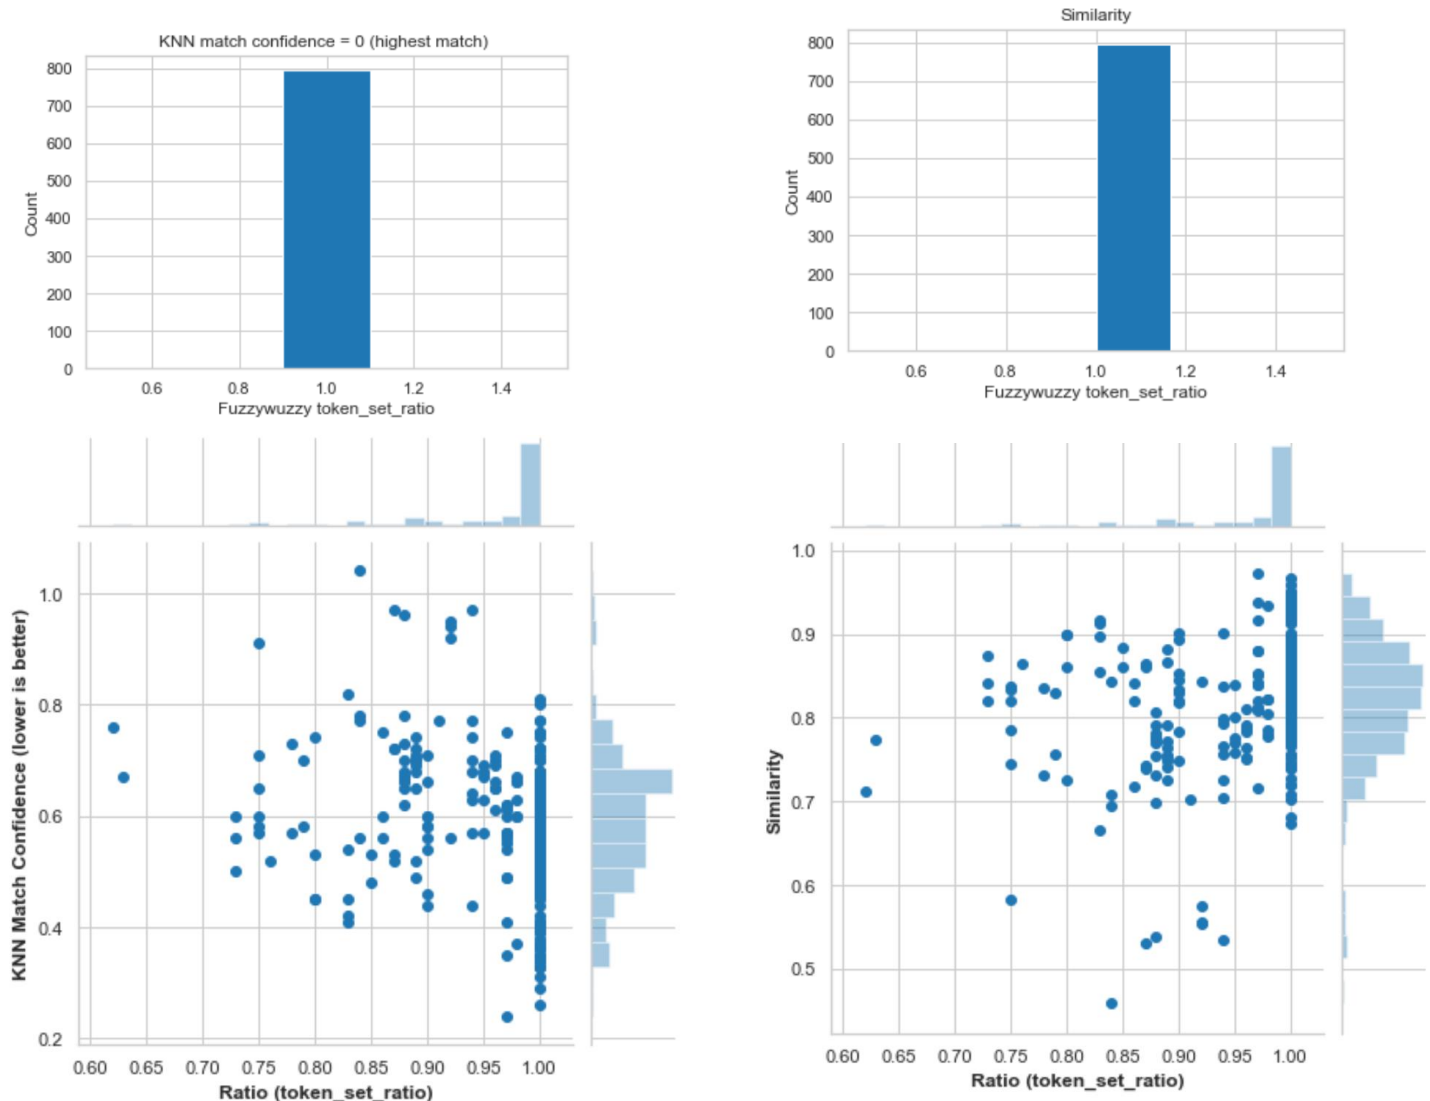 KNN match confidence = 0 (highest match)
800
700
600
500
400
300
200
100
0
Count
0.6 0.8 1.0 1.2 1.4
Fuzzywuzzy token_set_ratio
Similarity
800
700
600
500
400
300
200
100
0
Count
0.6 0.8 1.0 1.2 1.4
Fuzzywuzzy token_set_ratio
1.0
0.8
0.6
0.4
0.2
KNN Match Confidence (lower is better)
0.60 0.65 0.70 0.75 0.80 0.85 0.90 0.95 1.00
Ratio (token_set_ratio)
1.0
0.9
0.8
0.7
0.6
0.5
Similarity
0.60 0.65 0.70 0.75 0.80 0.85 0.90 0.95 1.00
Ratio (token_set_ratio)